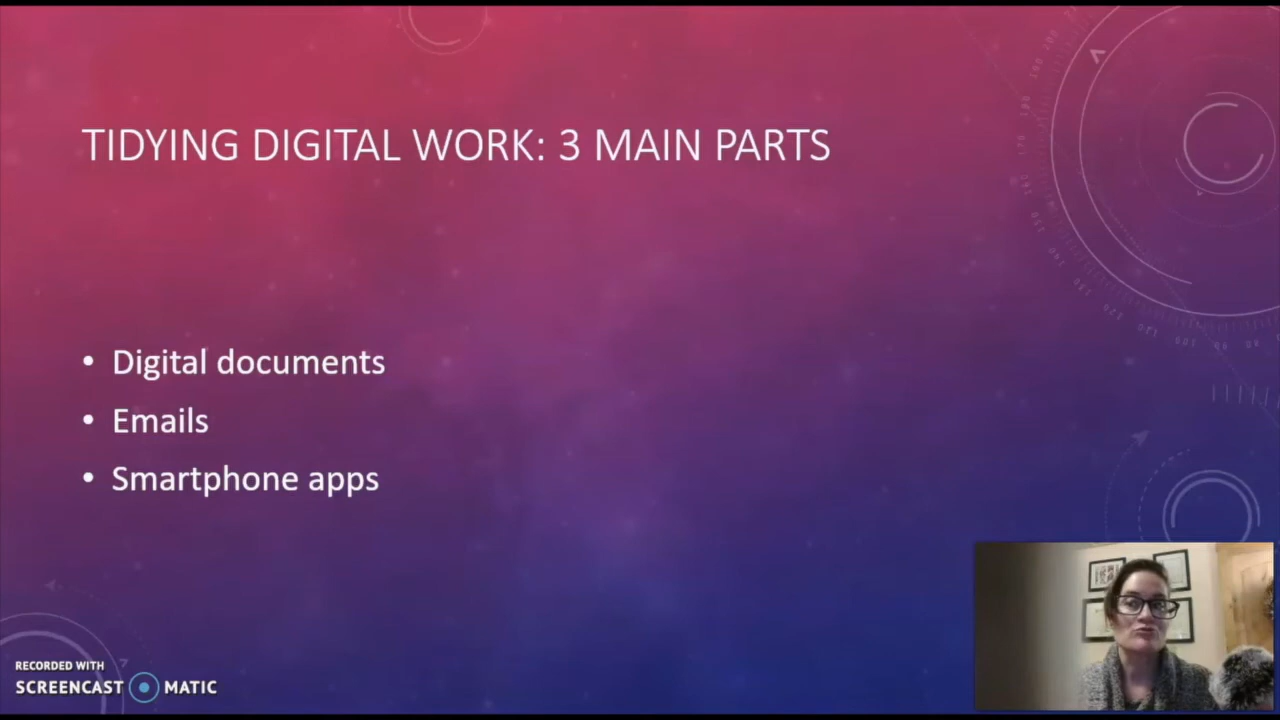 TIDYING DIGITAL WORK: 3 MAIN PARTS
• Digital documents
• Emails
• Smartphone apps
RECORDED WITH
SCREENCAST MATIC